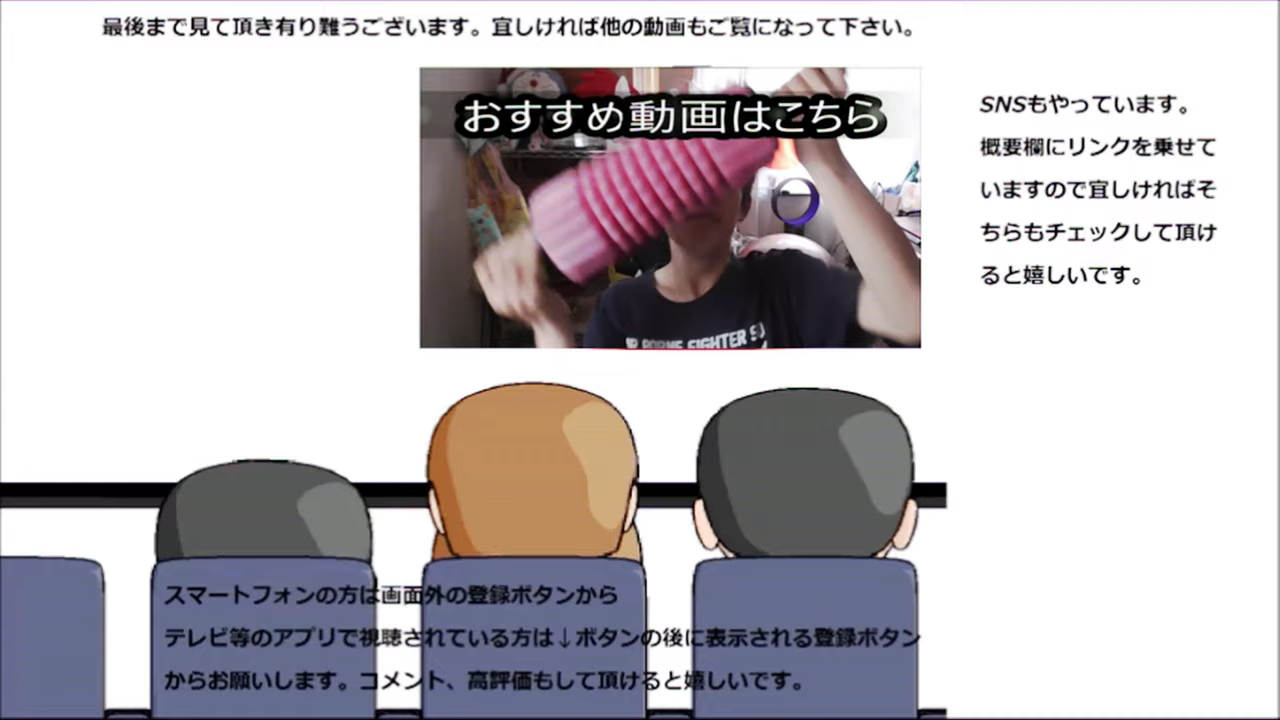 最後まで見て頂き有り難うございます。宜しければ他の動画もご覧になって下さい。
おすすめ動画はこちら
SNSもやっています。
概要欄にリンクを乗せて
いますので宜しければそ
ちらもチェックして頂け
ると嬉しいです。
FIGHTER
スマートフォンの方は画面外の登録ボタンから
テレビ等のアプリで視聴されている方は↓ボタンの後に表示される登録ボタン
からお願いします。コメント、高評価もして頂けると嬉しいです。